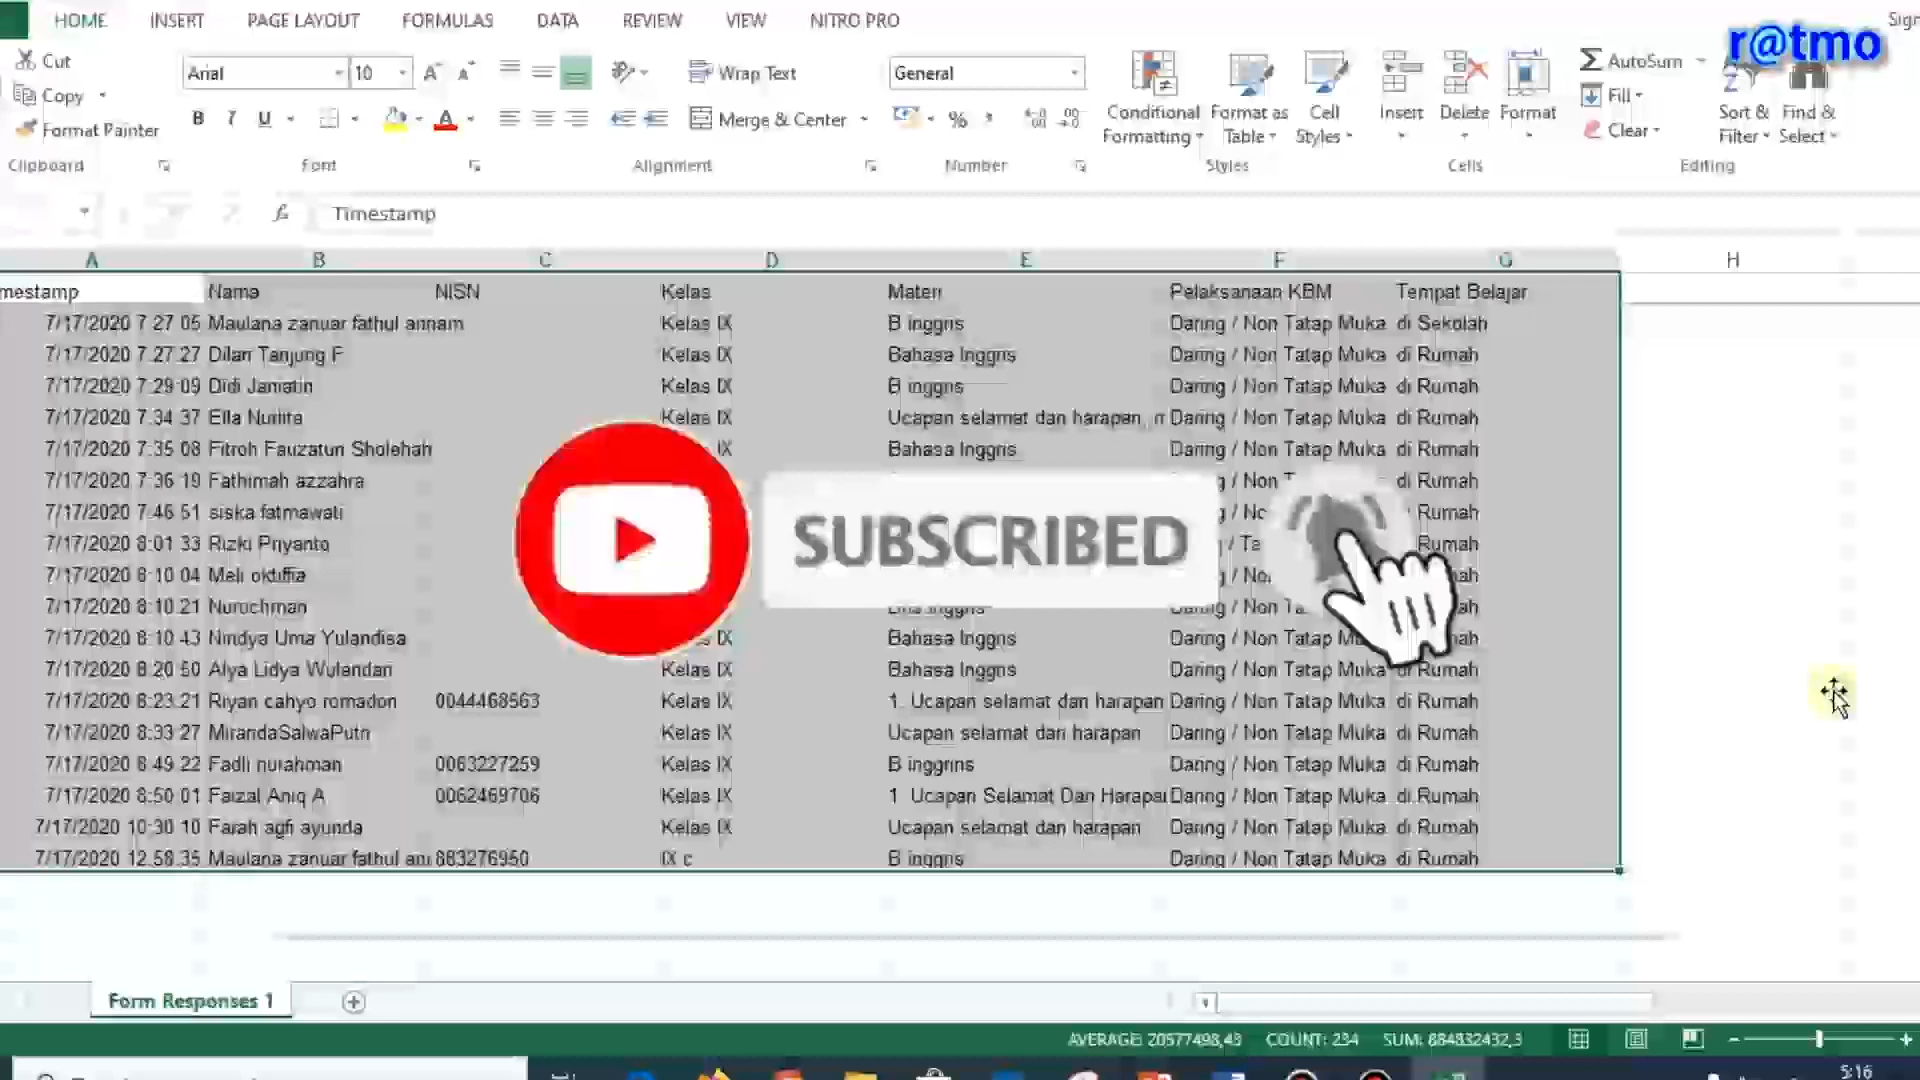 HOME INSERT PAGE LAYOUT FORMULAS DATA REVIEW VIEW NITRO PRO Sign
r@tmo
Cut Arial 10 Wrap Text General AutoSum
Copy Fill
Format Painter B I U Merge & Center % Conditional Formatting Format as Table Cell Styles Insert Delete Format Clear Sort & Filter Find & Select
Clipboard Font Alignment Number Styles Cells Editing
fx Timestamp
A B C D E F G H
mestamp Nama NISN Kelas Materi Pelaksanaan KBM Tempat Belajar
7/17/2020 7:27:05 Maulana zanuar fathul annam Kelas IX B inggris Daring / Non Tatap Muka di Sekolah
7/17/2020 7:27:27 Dilan Tanjung F Kelas IX Bahasa Inggris Daring / Non Tatap Muka di Rumah
7/17/2020 7:29:09 Didi Jamiatin Kelas IX B inggris Daring / Non Tatap Muka di Rumah
7/17/2020 7:34:37 Ella Kelas IX Ucapan selamat dan harapan, Daring / Non Tatap Muka di Rumah
7/17/2020 7:35:08 Fitroh Fauzatun Sholehah IX Bahasa Inggris Daring / Non Tatap Muka di Rumah
7/17/2020 7:36:19 Fathimah azzahra di Rumah
7/17/2020 7:46:51 siska fatmawati Rumah
7/17/2020 8:01:33 Rizki Priyanto Rumah
7/17/2020 8:10:04 Meli oktiffia
7/17/2020 8:10:21 Nurochman
7/17/2020 8:10:43 Nindya Uma Yulandisa IX Bahasa Inggris Daring / Non Tatap
7/17/2020 8:20:50 Alya Lidya Wulandari Kelas IX Bahasa Inggris Daring / Non Tatap Muka di Rumah
7/17/2020 8:23:21 Riyan cahyo romadon 0044468563 Kelas IX 1. Ucapan selamat dan harapan Daring / Non Tatap Muka di Rumah
7/17/2020 8:33:27 MirandaSalwaPutri Kelas IX Ucapan selamat dan harapan Daring / Non Tatap Muka di Rumah
7/17/2020 8:49:22 Fadli nurahman 0063227259 Kelas IX B inggrins Daring / Non Tatap Muka di Rumah
7/17/2020 8:50:01 Faizal Aniq A 0062469706 Kelas IX 1. Ucapan Selamat Dan Harapa Daring / Non Tatap Muka di Rumah
7/17/2020 10:30:10 Farah agfi ayunda Kelas IX Ucapan selamat dan harapan Daring / Non Tatap Muka di Rumah
7/17/2020 12:58:35 Maulana zanuar fathul 883276950 IX c B inggris Daring / Non Tatap Muka di Rumah
SUBSCRIBED
Form Responses 1
AVERAGE: 20577498,43 COUNT: 234 SUM: 884832432,3
5:16